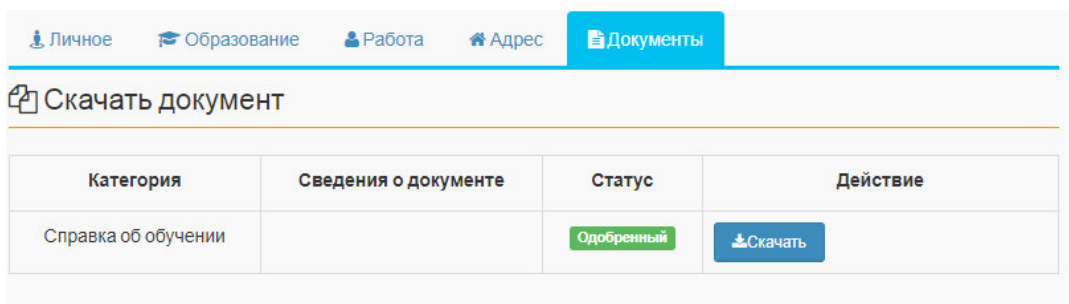 Личное Образование Работа Адрес Документы
Скачать документ
Категория Сведения о документе Статус Действие
Справка об обучении Одобренный Скачать